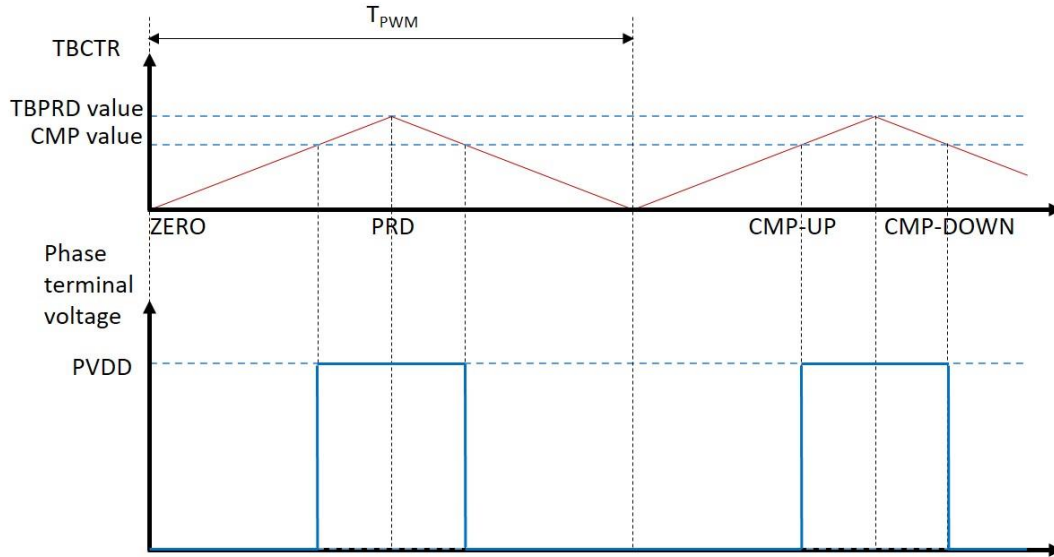 T_PWM
TBCTR
TBPRD value
CMP value
ZERO
PRD
CMP-UP
CMP-DOWN
Phase
terminal
voltage
PVDD